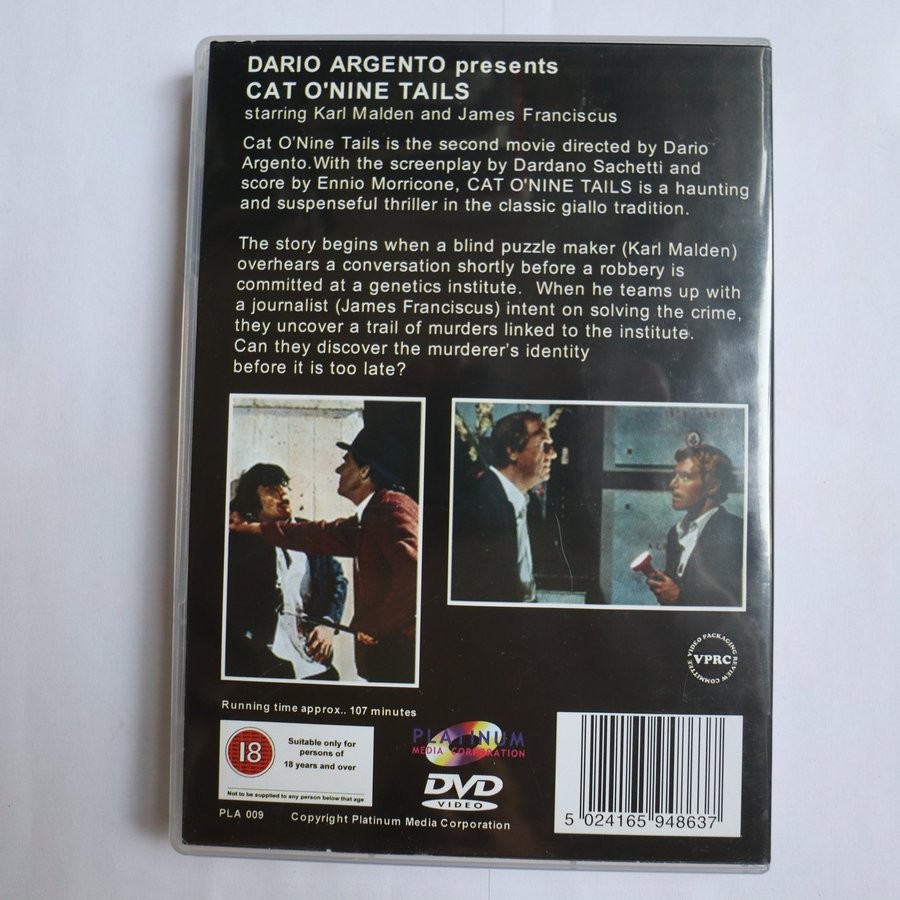 DARIO ARGENTO presents
CAT O'NINE TAILS
starring Karl Malden and James Franciscus
Cat O'Nine Tails is the second movie directed by Dario
Argento.With the screenplay by Dardano Sachetti and
score by Ennio Morricone, CAT O'NINE TAILS is a haunting
and suspenseful thriller in the classic giallo tradition.
The story begins when a blind puzzle maker (Karl Malden)
overhears a conversation shortly before a robbery is
committed at a genetics institute. When he teams up with
a journalist (James Franciscus) intent on solving the crime,
they uncover a trail of murders linked to the institute.
Can they discover the murderer's identity
before it is too late?
VIDEO PACKAGING REVIEW COMMITTEE
VPRC
Running time approx.. 107 minutes
18
Suitable only for
persons of
18 years and over
Not to be supplied to any person below that age
PLATINUM
MEDIA CORPORATION
DVD
VIDEO
5 024165 948637
PLA 009 Copyright Platinum Media Corporation